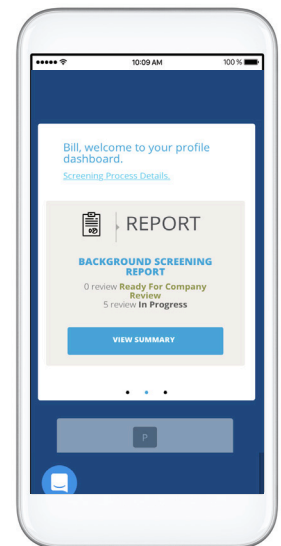 10:09 AM
100 %
Bill, welcome to your profile
dashboard.
Screening Process Details.
REPORT
BACKGROUND SCREENING
REPORT
0 review Ready For Company
Review
5 review In Progress
VIEW SUMMARY
P